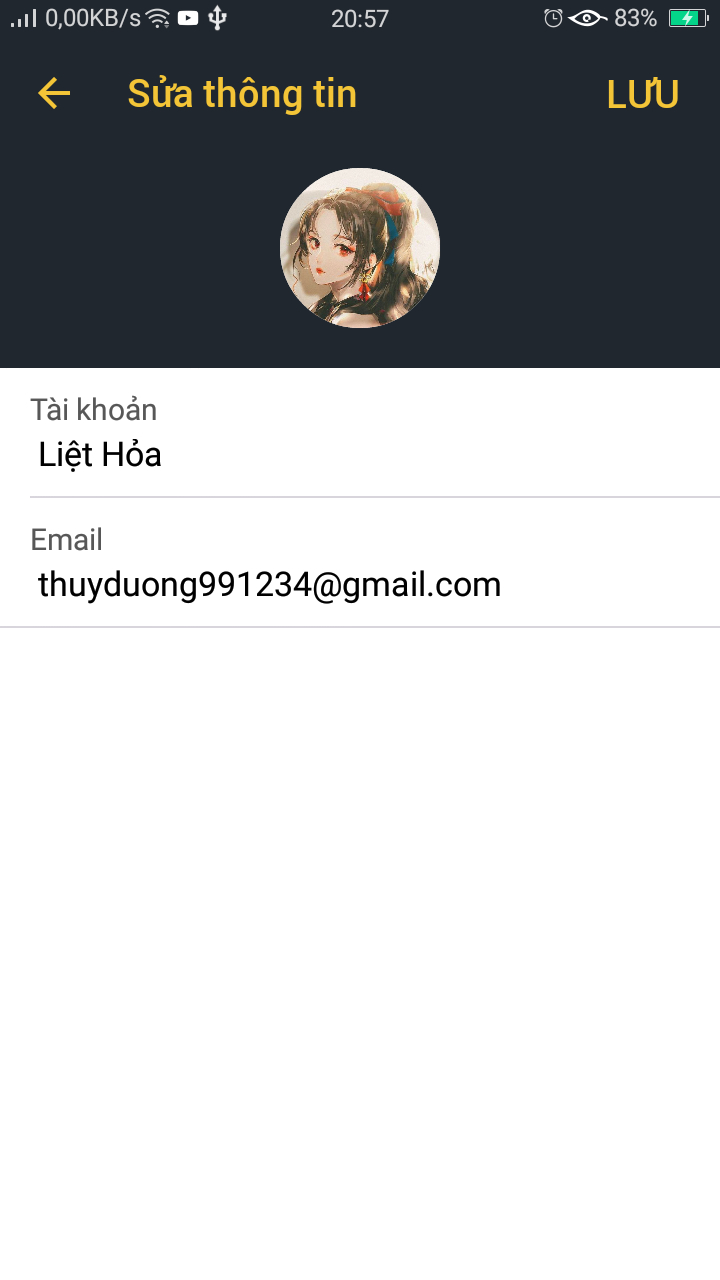 0,00KB/s 20:57 83%
Sửa thông tin LƯU
Tài khoản
Liệt Hỏa
Email
thuyduong991234@gmail.com